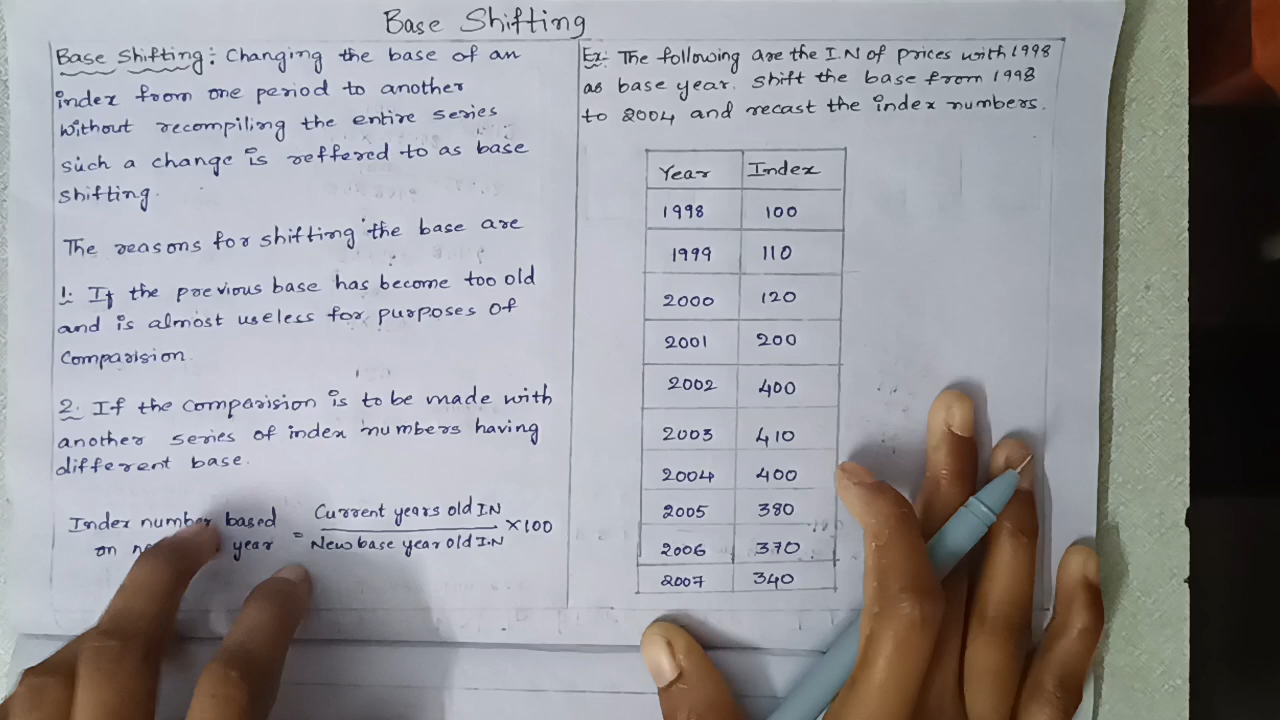 Base Shifting
Base Shifting: Changing the base of an
index from one period to another
without recompiling the entire series
such a change is reffered to as base
shifting.
The reasons for shifting the base are
1. If the previous base has become too old
and is almost useless for purposes of
Comparision.
2. If the comparision is to be made with
another series of index numbers having
different base.
Index number based
on year = Current years old I.N / New base year old I.N × 100
Ex:- The following are the I.N of prices with 1998
as base year. Shift the base from 1998
to 2004 and recast the index numbers.
Year Index
1998 100
1999 110
2000 120
2001 200
2002 400
2003 410
2004 400
2005 380
2006 370
2007 340